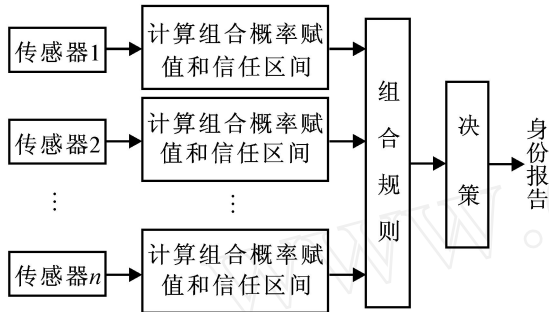 传感器1
计算组合概率赋
值和信任区间
传感器2
计算组合概率赋
值和信任区间
⋮
⋮
传感器n
计算组合概率赋
值和信任区间
组合规则
决策
身份报告
WWW.